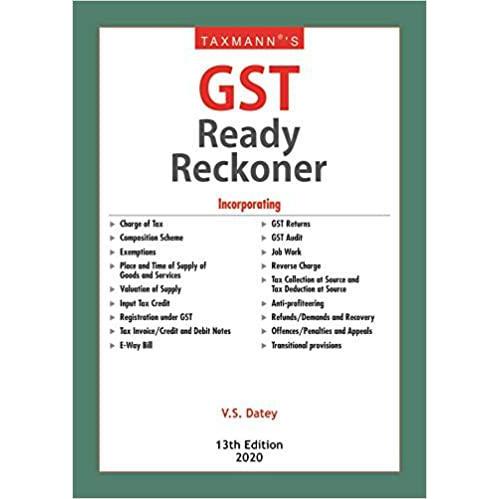 TAXMANN®'S
GST
Ready
Reckoner
Incorporating
Charge of Tax
Composition Scheme
Exemptions
Place and Time of Supply of
Goods and Services
Valuation of Supply
Input Tax Credit
Registration under GST
Tax Invoice/Credit and Debit Notes
E-Way Bill
GST Returns
GST Audit
Job Work
Reverse Charge
Tax Collection at Source and
Tax Deduction at Source
Anti-profiteering
Refunds/Demands and Recovery
Offences/Penalties and Appeals
Transitional provisions
V.S. Datey
13th Edition
2020